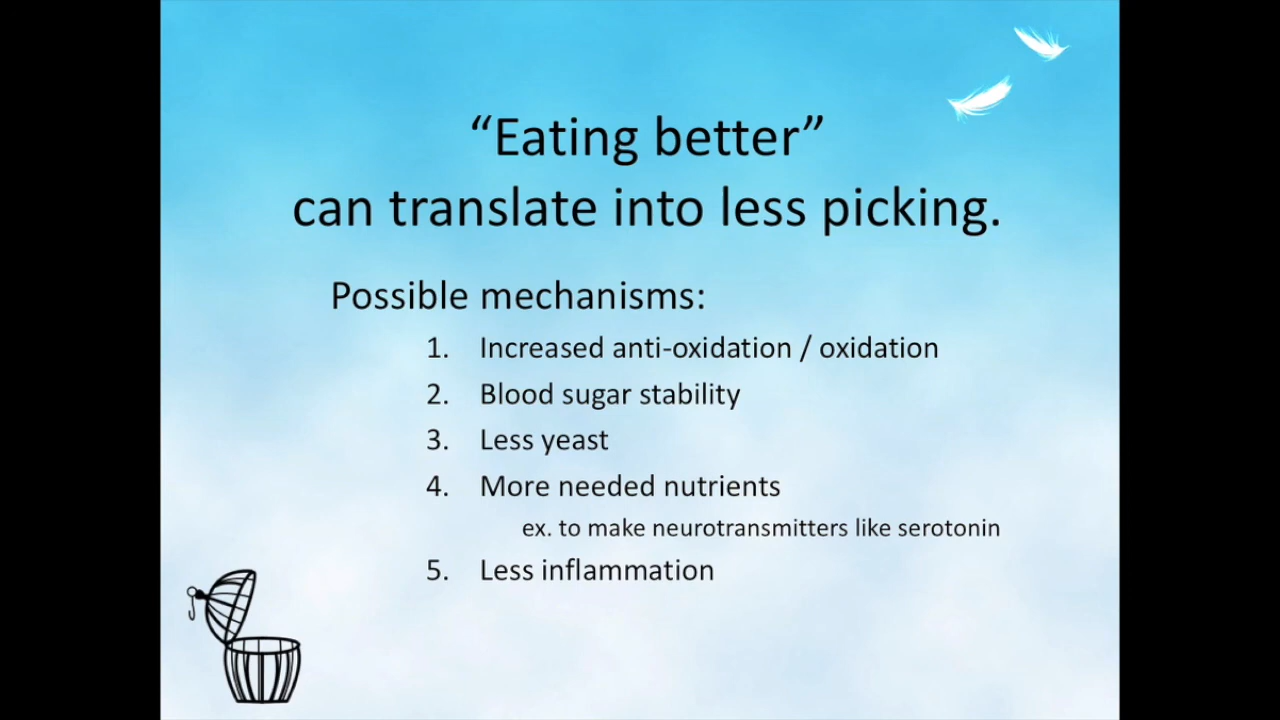 “Eating better”
can translate into less picking.
Possible mechanisms:
1. Increased anti-oxidation / oxidation
2. Blood sugar stability
3. Less yeast
4. More needed nutrients
ex. to make neurotransmitters like serotonin
5. Less inflammation